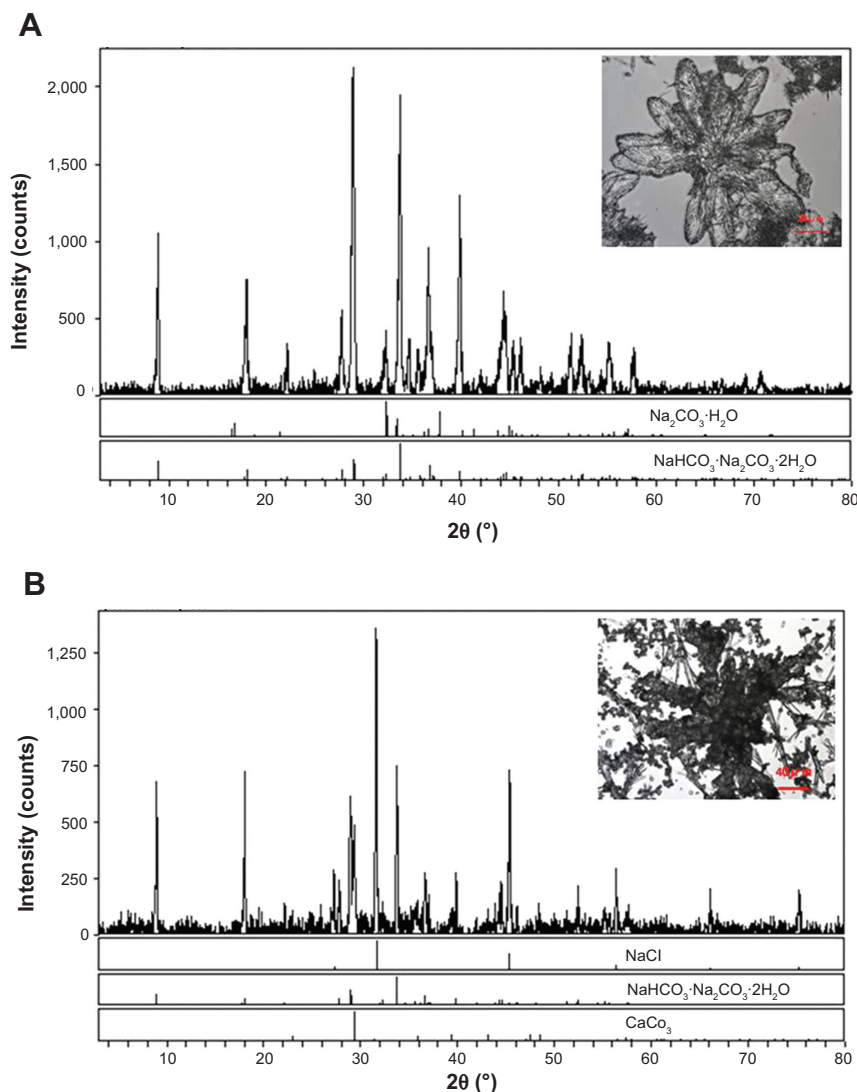 A
Intensity (counts)
2,000
1,500
1,000
500
0
Na₂CO₃·H₂O
NaHCO₃·Na₂CO₃·2H₂O
10 20 30 40 50 60 70 80
2θ (°)
B
Intensity (counts)
1,250
1,000
750
500
250
0
40 μm
NaCl
NaHCO₃·Na₂CO₃·2H₂O
CaCo₃
10 20 30 40 50 60 70 80
2θ (°)